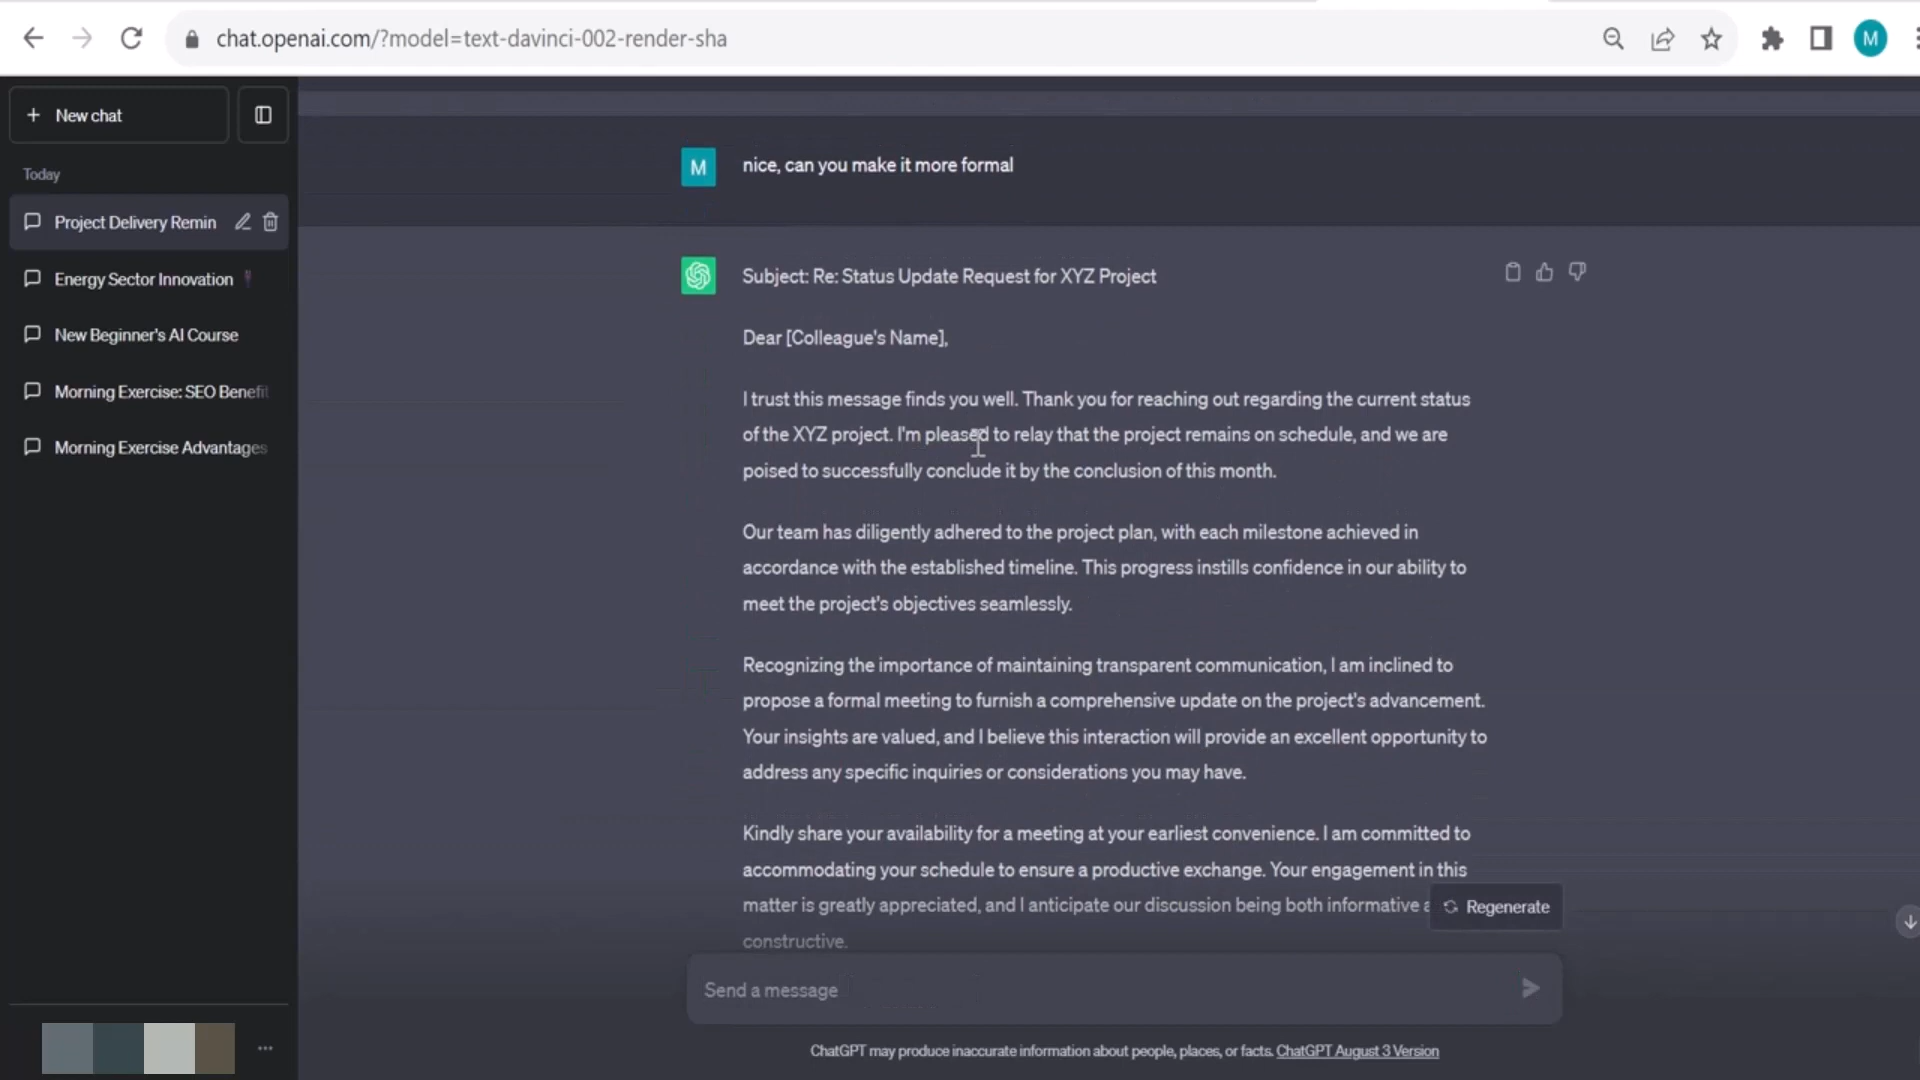 chat.openai.com/?model=text-davinci-002-render-sha
M
+ New chat
Today
Project Delivery Remin
Energy Sector Innovation
New Beginner's AI Course
Morning Exercise: SEO Benefit
Morning Exercise Advantages
M
nice, can you make it more formal
Subject: Re: Status Update Request for XYZ Project
Dear [Colleague's Name],
I trust this message finds you well. Thank you for reaching out regarding the current status
of the XYZ project. I'm pleased to relay that the project remains on schedule, and we are
poised to successfully conclude it by the conclusion of this month.
Our team has diligently adhered to the project plan, with each milestone achieved in
accordance with the established timeline. This progress instills confidence in our ability to
meet the project's objectives seamlessly.
Recognizing the importance of maintaining transparent communication, I am inclined to
propose a formal meeting to furnish a comprehensive update on the project's advancement.
Your insights are valued, and I believe this interaction will provide an excellent opportunity to
address any specific inquiries or considerations you may have.
Kindly share your availability for a meeting at your earliest convenience. I am committed to
accommodating your schedule to ensure a productive exchange. Your engagement in this
matter is greatly appreciated, and I anticipate our discussion being both informative a
constructive.
Regenerate
Send a message
ChatGPT may produce inaccurate information about people, places, or facts. ChatGPT August 3 Version